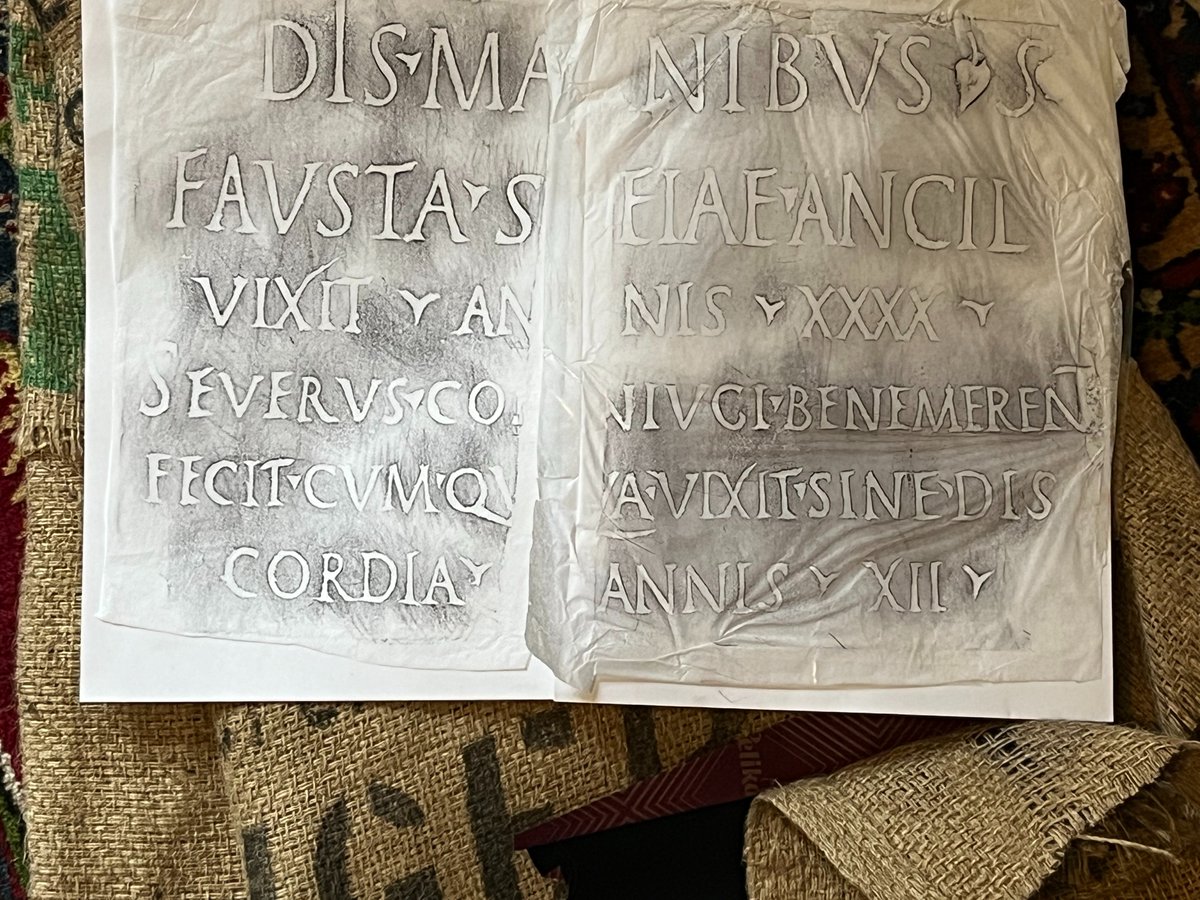 DIS·MANIBVS❦S
FAVSTA·SEIAE·ANCIL
VIXIT · ANNIS · XXXX ·
SEVERVS·CONIVGI·BENEMERENT
FECIT·CVM·QVA·VIXIT·SINE·DIS
CORDIA· ANNIS · XII ·